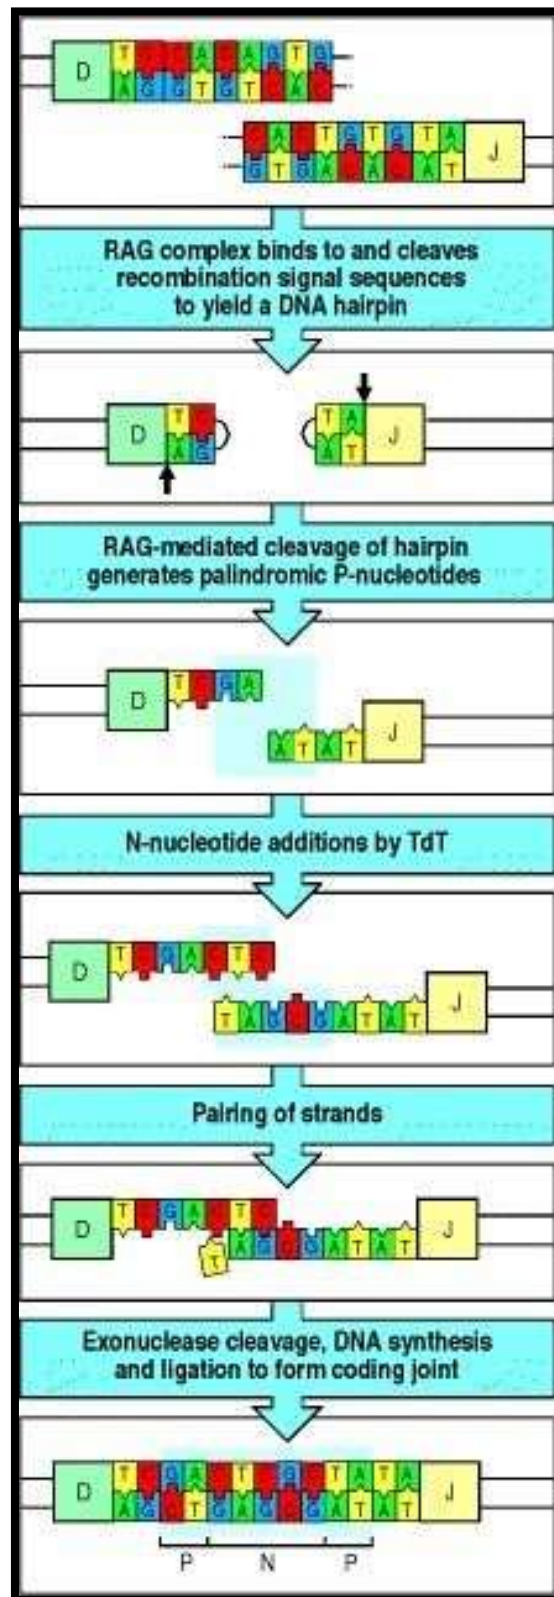 D
T C C A C A G T G
A G G T G T C A C
C A C T G T G T A
G T G A C A C A T
J
RAG complex binds to and cleaves
recombination signal sequences
to yield a DNA hairpin
D
T C
A G
T A
A T
J
RAG-mediated cleavage of hairpin
generates palindromic P-nucleotides
D T C G A
A T A T J
N-nucleotide additions by TdT
D T C G A C T C
T A G C G A T A T J
Pairing of strands
D T C G A C T C
T A G C G A T A T J
Exonuclease cleavage, DNA synthesis
and ligation to form coding joint
D
T C G A C T C G C T A T A
A G C T G A G C G A T A T
J
P N P